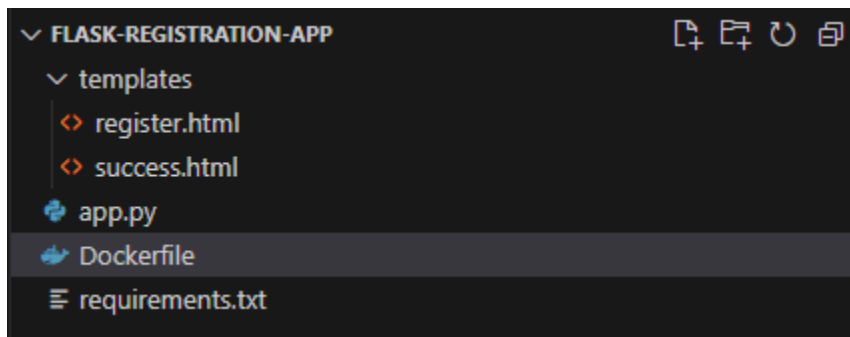 FLASK-REGISTRATION-APP
templates
register.html
success.html
app.py
Dockerfile
requirements.txt